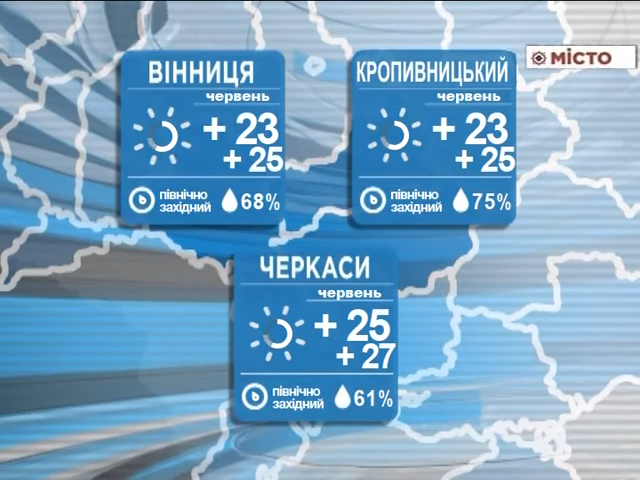 МІСТО
ВІННИЦЯ
червень
+ 23
+ 25
північно
західний
68%
КРОПИВНИЦЬКИЙ
червень
+ 23
+ 25
північно
західний
75%
ЧЕРКАСИ
червень
+ 25
+ 27
північно
західний
61%